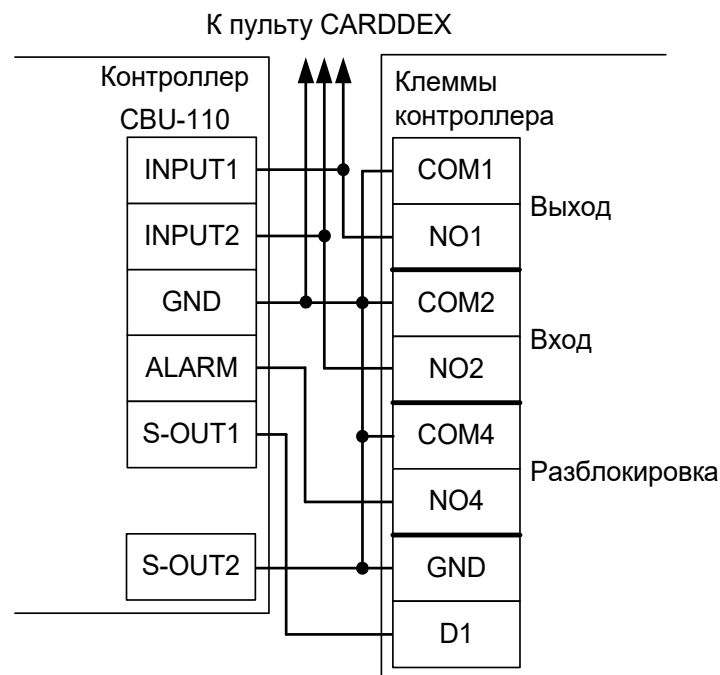 К пульту CARDDEX
Контроллер
CBU-110
INPUT1
INPUT2
GND
ALARM
S-OUT1
S-OUT2
Клеммы
контроллера
COM1
NO1
Выход
COM2
NO2
Вход
COM4
NO4
Разблокировка
GND
D1